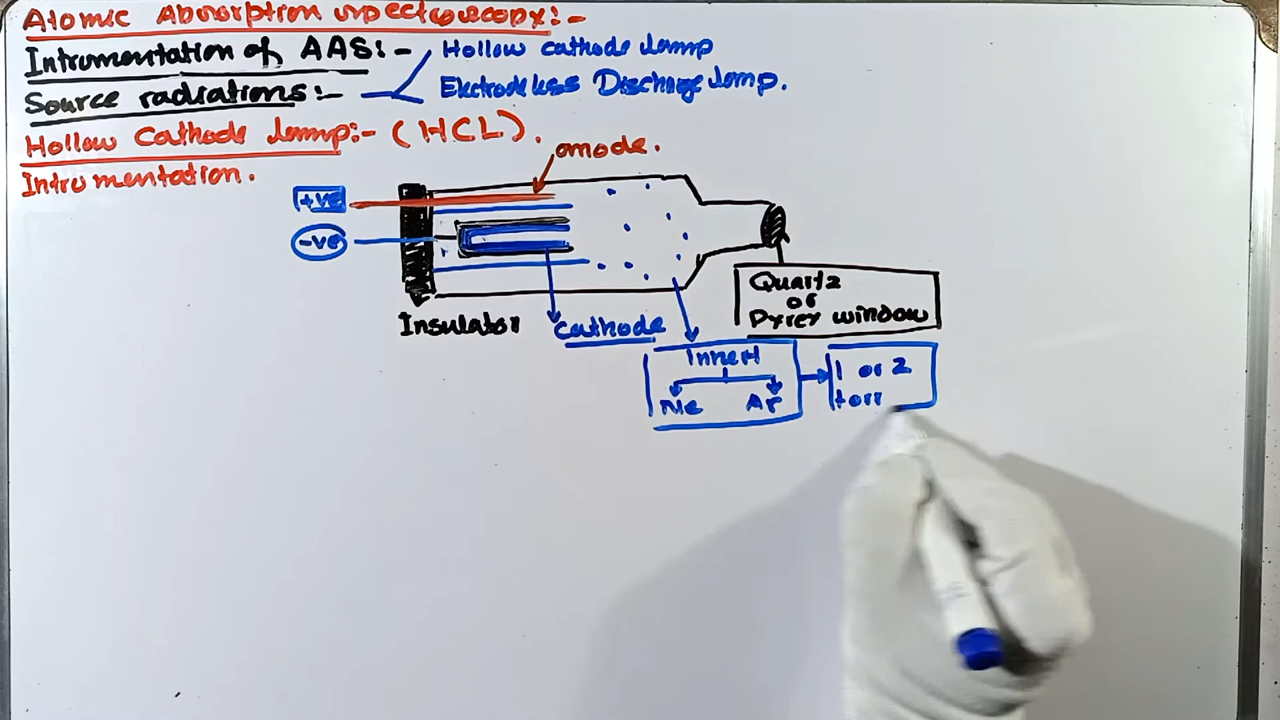 Atomic Absorption spectroscopy:-
Intrumentation of AAS:-
Hollow cathode lamp
Source radiations:-
Electrodeless Discharge lamp.
Hollow Cathode lamp:- (HCL).
Intrumentation.
anode.
+ve
-ve
Insulator
Cathode
Quartz
or
Pyrex window
Innert
Ne Ar
1 or 2
torr